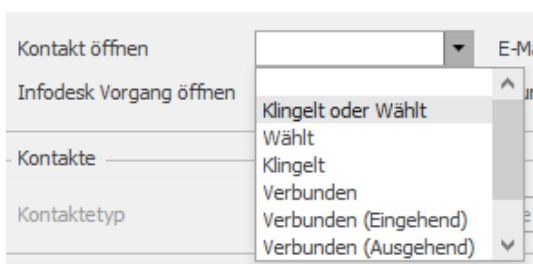 Kontakt öffnen
Infodesk Vorgang öffnen
Klingelt oder Wählt
Wählt
Klingelt
Verbunden
Verbunden (Eingehend)
Verbunden (Ausgehend)
Kontakte
Kontaktetyp